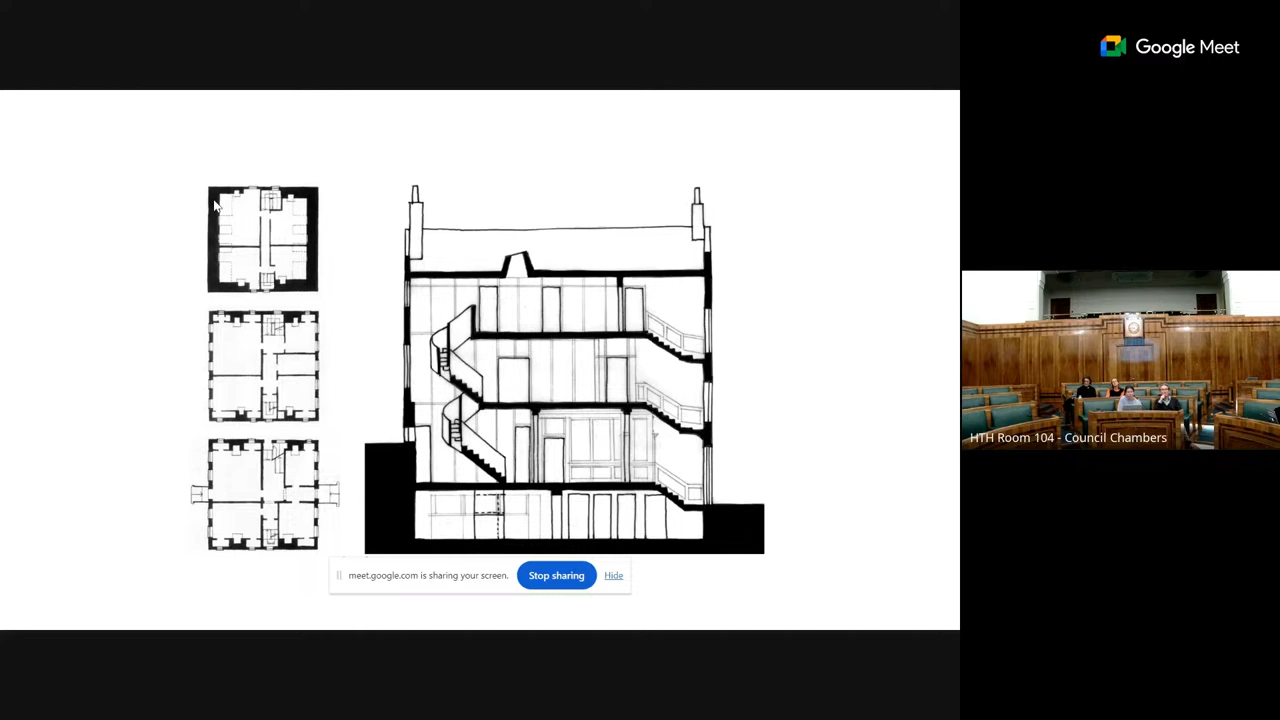 Google Meet
HTH Room 104 - Council Chambers
meet.google.com is sharing your screen.
Stop sharing
Hide